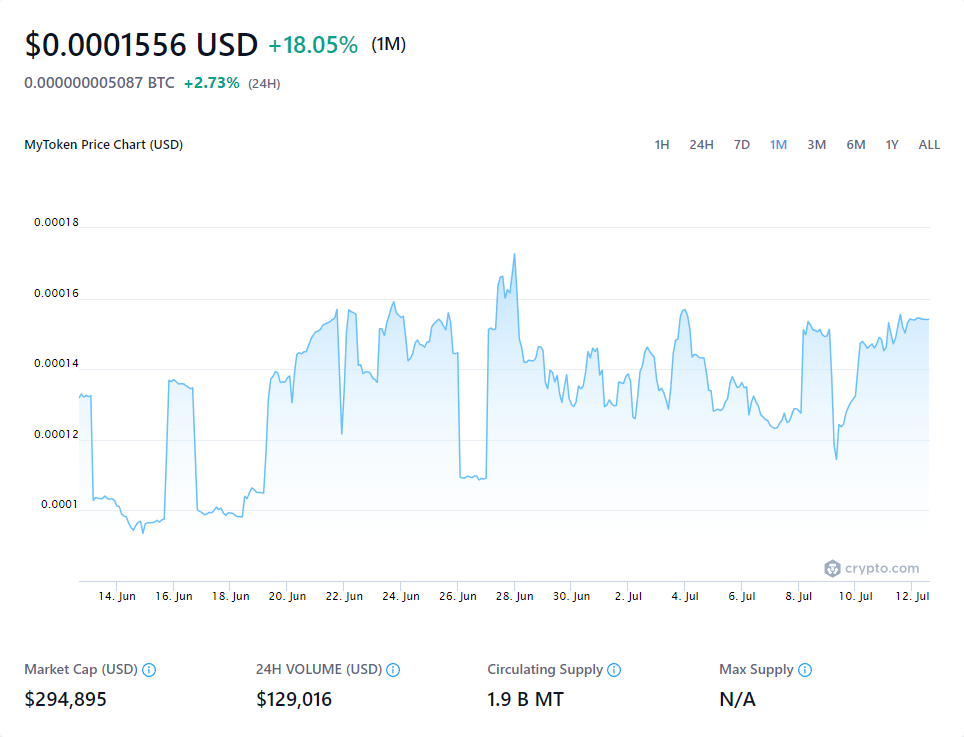 $0.0001556 USD +18.05% (1M)
0.000000005087 BTC +2.73% (24H)
MyToken Price Chart (USD) 1H 24H 7D 1M 3M 6M 1Y ALL
0.00018
0.00016
0.00014
0.00012
0.0001
crypto.com
14. Jun 16. Jun 18. Jun 20. Jun 22. Jun 24. Jun 26. Jun 28. Jun 30. Jun 2. Jul 4. Jul 6. Jul 8. Jul 10. Jul 12. Jul
Market Cap (USD) 24H VOLUME (USD) Circulating Supply Max Supply
$294,895 $129,016 1.9 B MT N/A